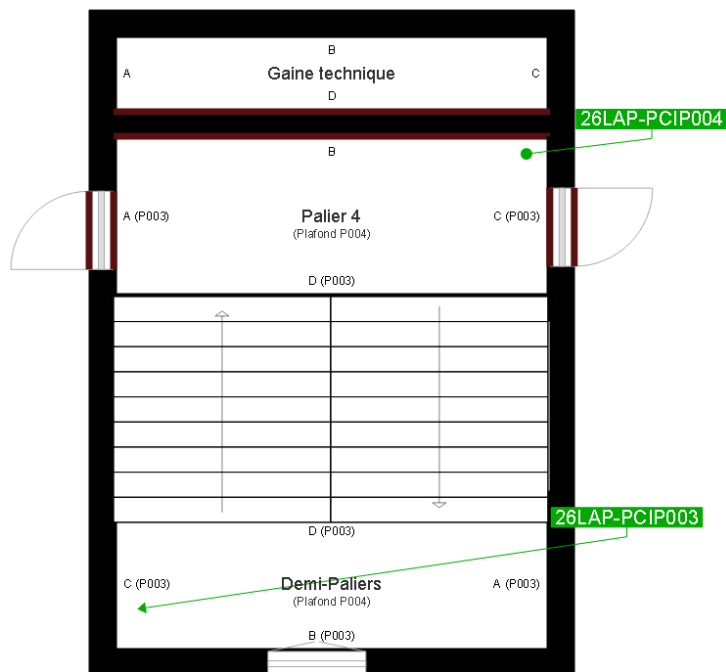 B
A
Gaine technique
C
D
26LAP-PCIP004
B
A (P003)
Palier 4
C (P003)
(Plafond P004)
D (P003)
26LAP-PCIP003
D (P003)
C (P003)
Demi-Paliers
A (P003)
(Plafond P004)
B (P003)